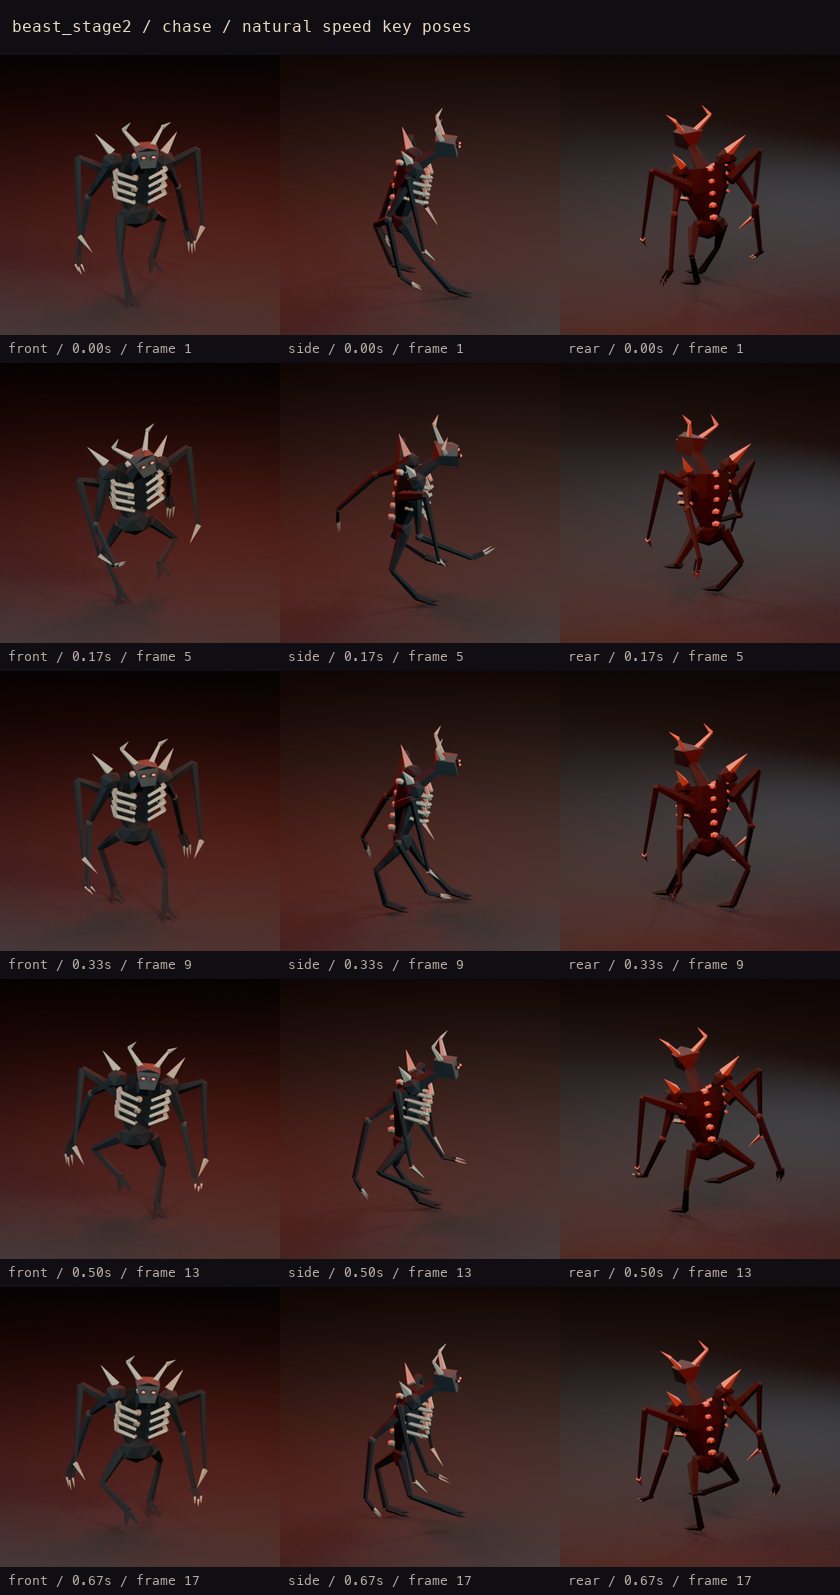 beast_stage2 / chase / natural speed key poses
front / 0.00s / frame 1
side / 0.00s / frame 1
rear / 0.00s / frame 1
front / 0.17s / frame 5
side / 0.17s / frame 5
rear / 0.17s / frame 5
front / 0.33s / frame 9
side / 0.33s / frame 9
rear / 0.33s / frame 9
front / 0.50s / frame 13
side / 0.50s / frame 13
rear / 0.50s / frame 13
front / 0.67s / frame 17
side / 0.67s / frame 17
rear / 0.67s / frame 17